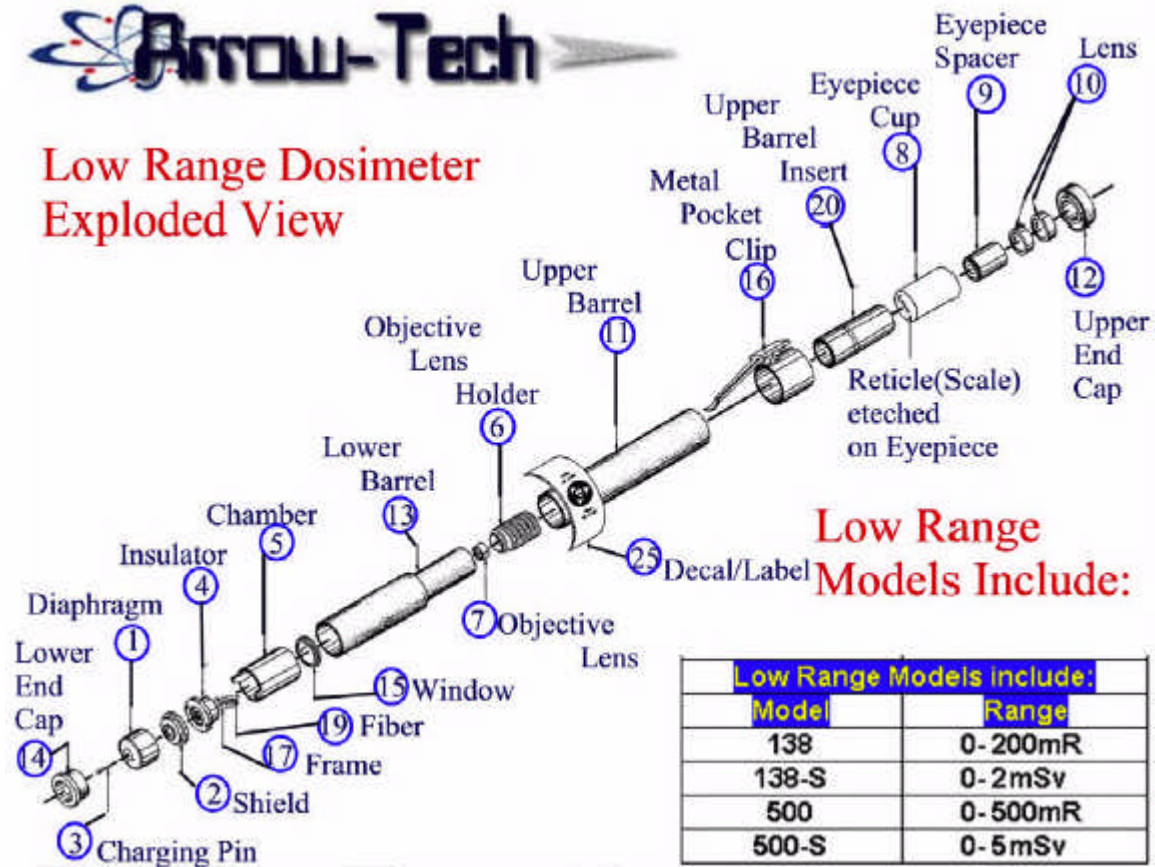 Arrow-Tech
Low Range Dosimeter
Exploded View
Eyepiece
Spacer
9
Lens
10
Eyepiece
Cup
8
Upper
Barrel
Insert
20
Metal
Pocket
Clip
16
12
Upper
End
Cap
Upper
Barrel
11
Reticle(Scale)
eteched
on Eyepiece
Objective
Lens
Holder
6
Lower
Barrel
13
Chamber
5
Insulator
4
Diaphragm
1
Lower
End
Cap
14
25 Decal/Label
7 Objective
Lens
15 Window
19 Fiber
17 Frame
2 Shield
3 Charging Pin
Low Range
Models Include:
Low Range Models include:
Model Range
138 0-200mR
138-S 0-2mSv
500 0-500mR
500-S 0-5mSv